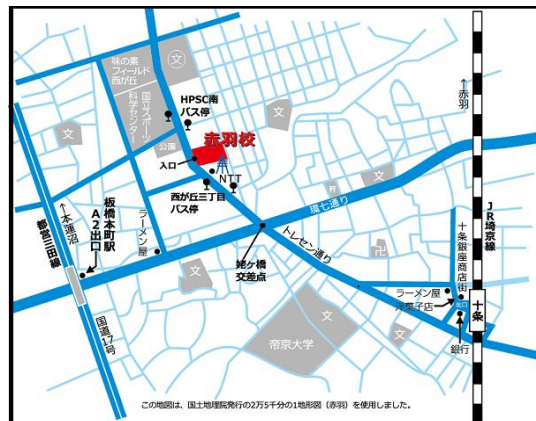 味の素
フィールド
西が丘
文
国立スポーツ
科学センター
HPSC南
バス停
赤羽校
公園
入口
NTT
西が丘三丁目
バス停
文
文
文
文
←赤羽
JR埼京線
環七通り
トレセン通り
姥ヶ橋
交差点
卍
←本蓮沼
都営三田線
板橋本町駅
A2出口
ラーメン屋
国道17号
文
文
文
帝京大学
十条銀座商店街
ラーメン屋
洋菓子店
十条
銀行
この地図は、国土地理院発行の2万5千分の1地形図（赤羽）を使用しました。